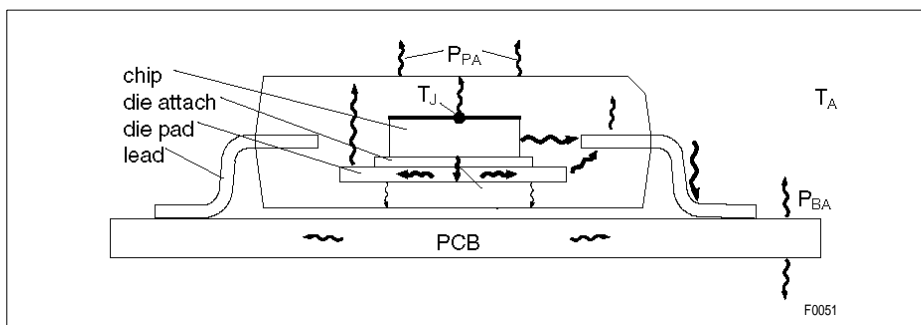 P_PA
chip
die attach
die pad
lead
T_J
T_A
P_BA
PCB
F0051